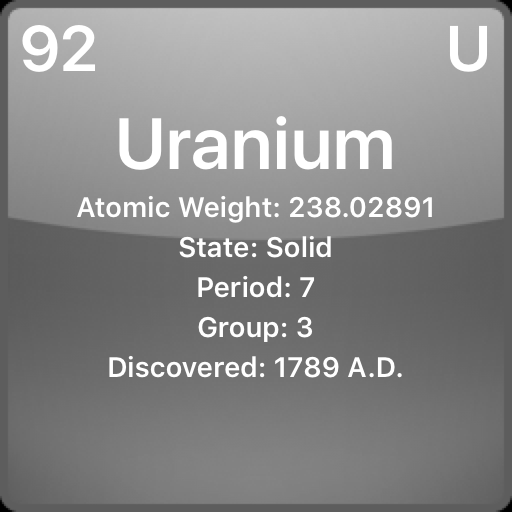 92 U
Uranium
Atomic Weight: 238.02891
State: Solid
Period: 7
Group: 3
Discovered: 1789 A.D.